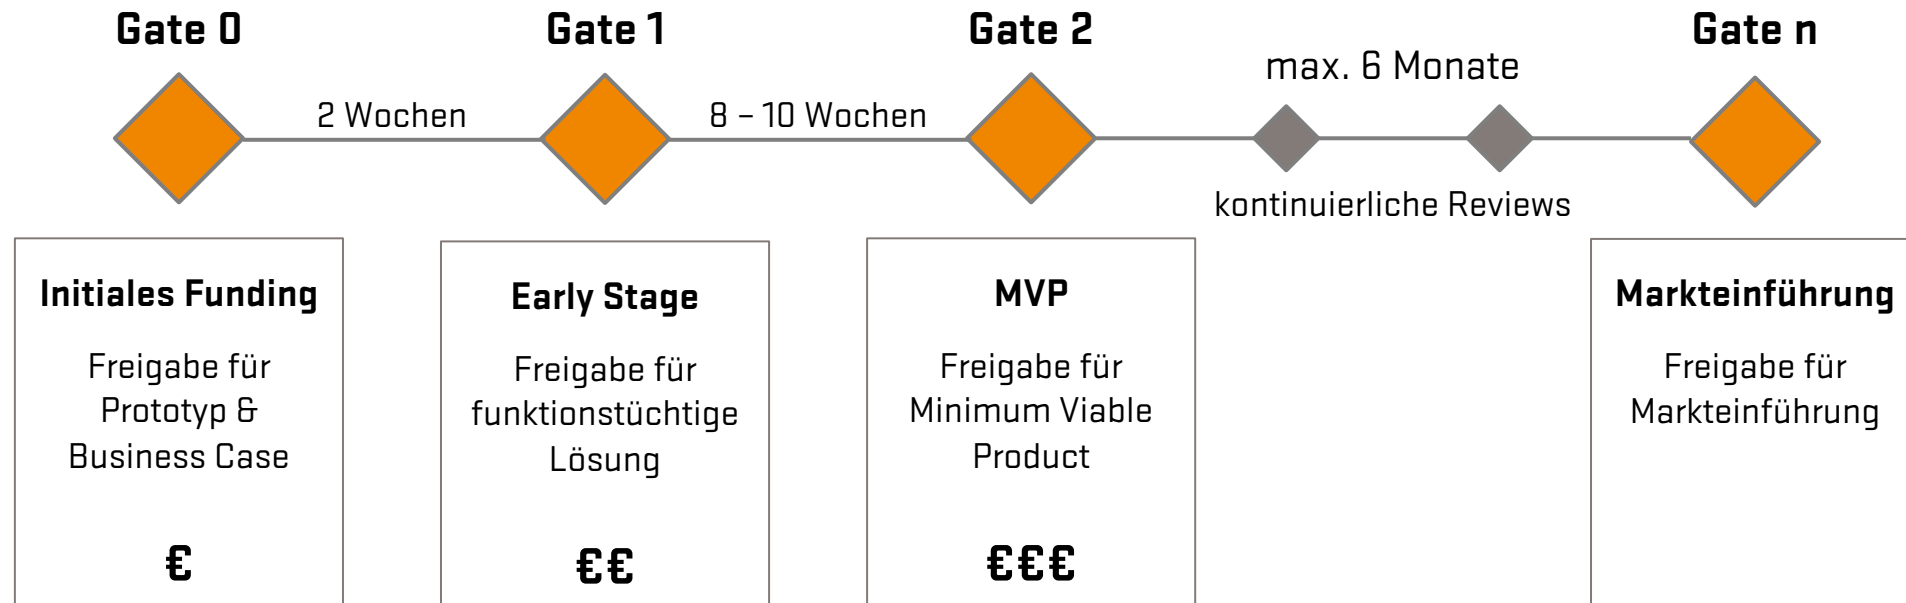 Gate 0
Gate 1
Gate 2
Gate n
2 Wochen
8 – 10 Wochen
max. 6 Monate
kontinuierliche Reviews
Initiales Funding
Freigabe für
Prototyp &
Business Case
€
Early Stage
Freigabe für
funktionstüchtige
Lösung
€€
MVP
Freigabe für
Minimum Viable
Product
€€€
Markteinführung
Freigabe für
Markteinführung